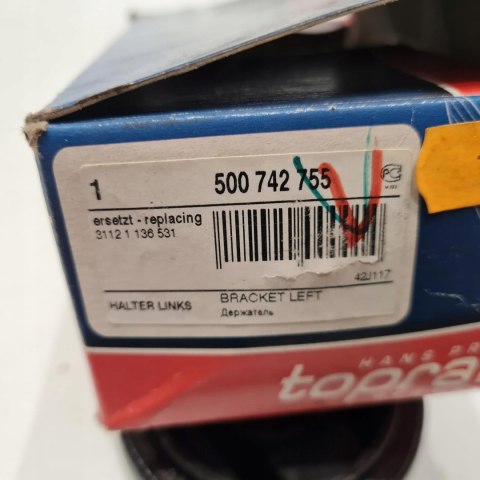 1
500 742 755
ersetzt - replacing
3112 1 136 531
42J117
HALTER LINKS
BRACKET LEFT
Держатель
HANS PR
topra